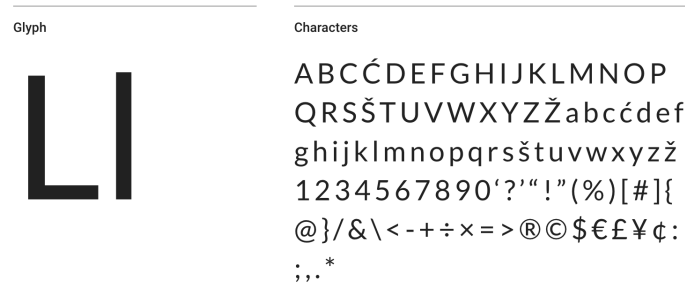 Glyph
Characters
Ll
ABCĆDEFGHIJKLMNOP
QRSŠTUVWXYZŽabcćdef
ghijklmnopqrsštuvwxyzž
1234567890‘?’“!”(%)[#]{
@}/&\<-+÷×=>®©$€£¥¢:
;,.*